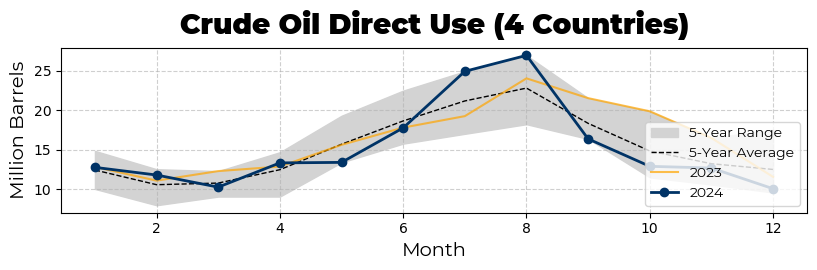 Crude Oil Direct Use (4 Countries)
Million Barrels
25
20
15
10
2
4
6
8
10
12
Month
5-Year Range
5-Year Average
2023
2024